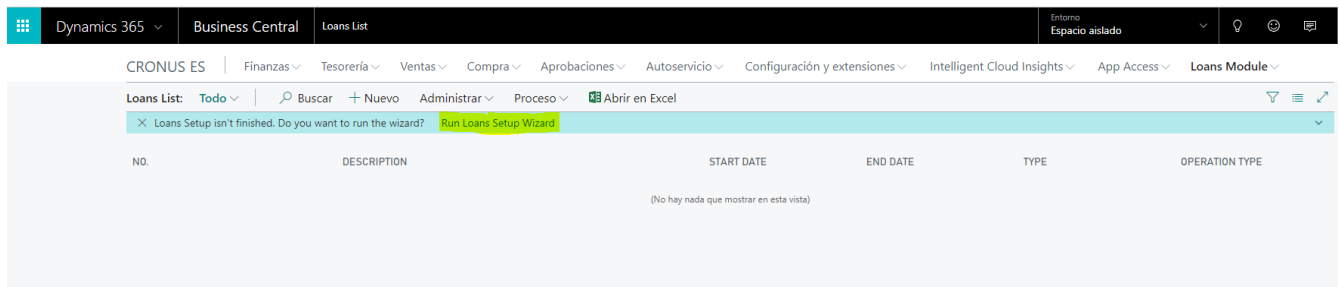 Dynamics 365 Business Central Loans List Entorno Espacio aislado
CRONUS ES Finanzas Tesorería Ventas Compra Aprobaciones Autoservicio Configuración y extensiones Intelligent Cloud Insights App Access Loans Module
Loans List: Todo Buscar + Nuevo Administrar Proceso Abrir en Excel
Loans Setup isn't finished. Do you want to run the wizard? Run Loans Setup Wizard
NO. DESCRIPTION START DATE END DATE TYPE OPERATION TYPE
(No hay nada que mostrar en esta vista)